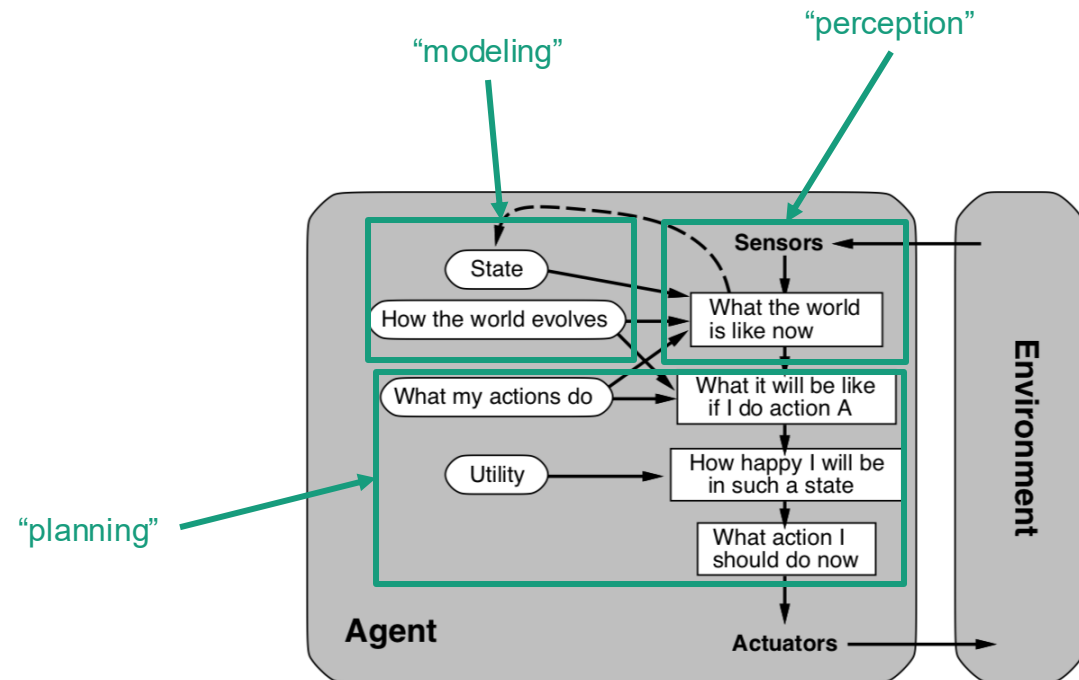 “perception”
“modeling”
Sensors
State
What the world
is like now
How the world evolves
What it will be like
if I do action A
What my actions do
How happy I will be
in such a state
Utility
What action I
should do now
“planning”
Agent
Actuators
Environment